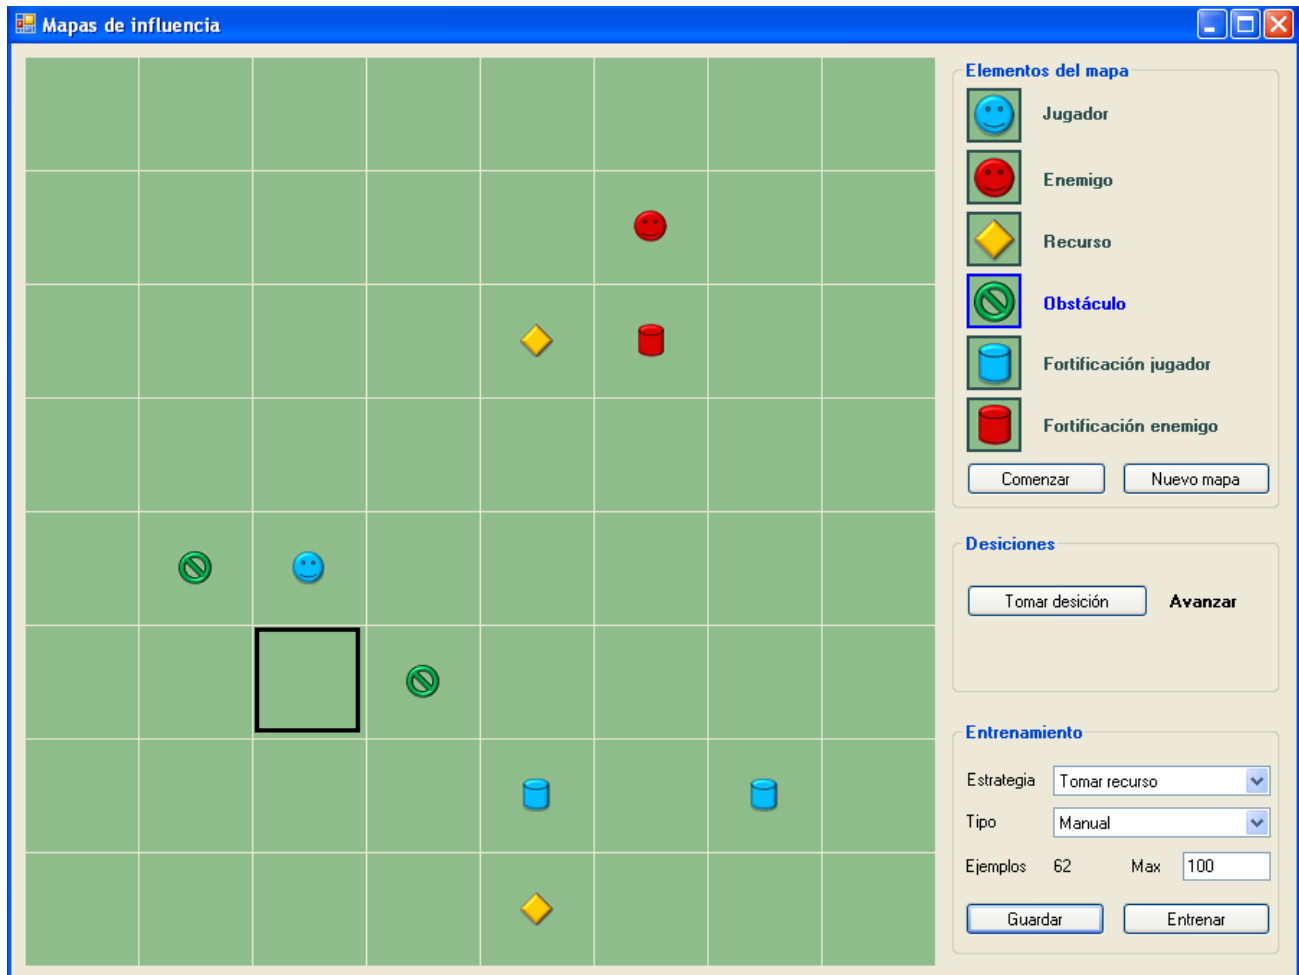 Mapas de influencia
Elementos del mapa
Jugador
Enemigo
Recurso
Obstáculo
Fortificación jugador
Fortificación enemigo
Comenzar Nuevo mapa
Desiciones
Tomar desición Avanzar
Entrenamiento
Estrategia Tomar recurso
Tipo Manual
Ejemplos 62 Max 100
Guardar Entrenar